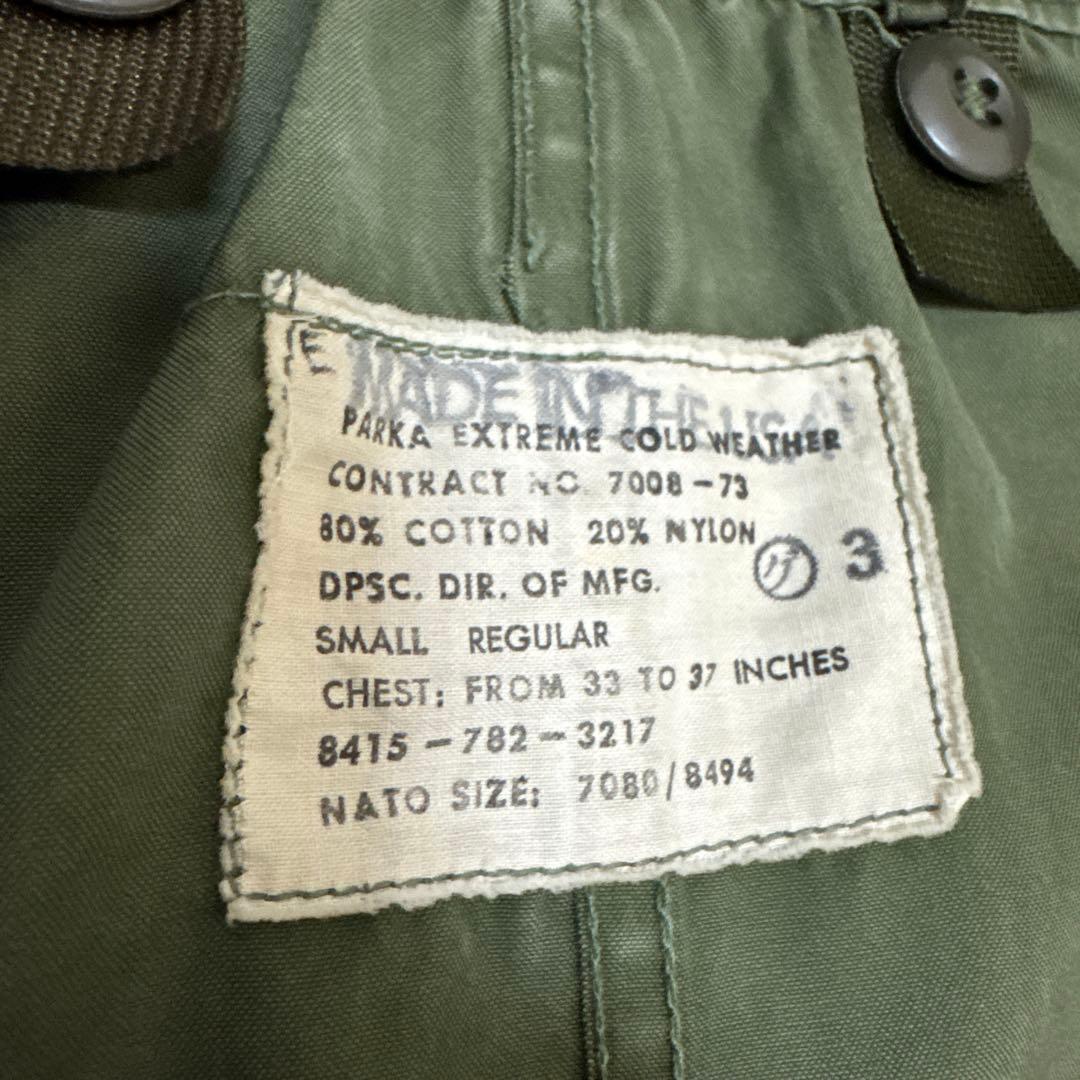 E MADE IN THE U.S.A.
PARKA EXTREME COLD WEATHER
CONTRACT NO. 7008-73
80% COTTON 20% NYLON
3
DPSC. DIR. OF MFG.
SMALL REGULAR
CHEST: FROM 33 TO 37 INCHES
8415-782-3217
NATO SIZE: 7080/8494